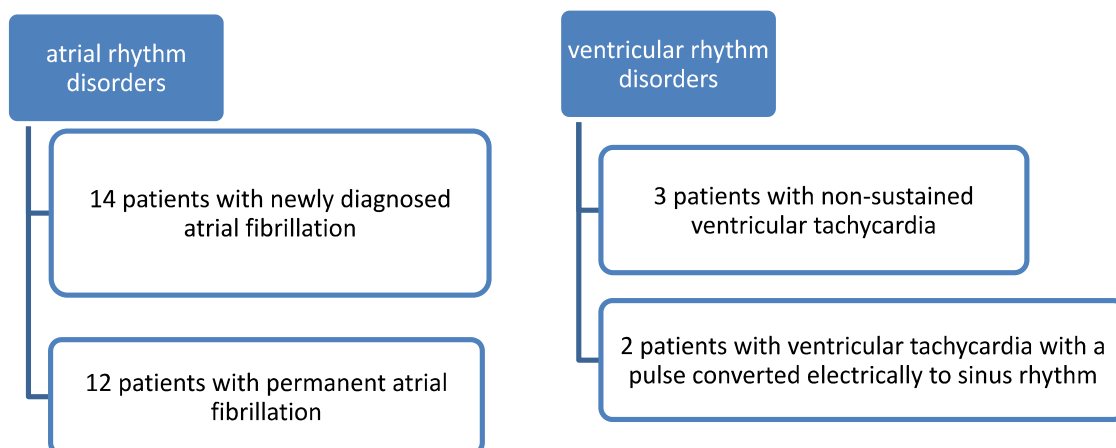 atrial rhythm
disorders
14 patients with newly diagnosed
atrial fibrillation
12 patients with permanent atrial
fibrillation
ventricular rhythm
disorders
3 patients with non-sustained
ventricular tachycardia
2 patients with ventricular tachycardia with a
pulse converted electrically to sinus rhythm